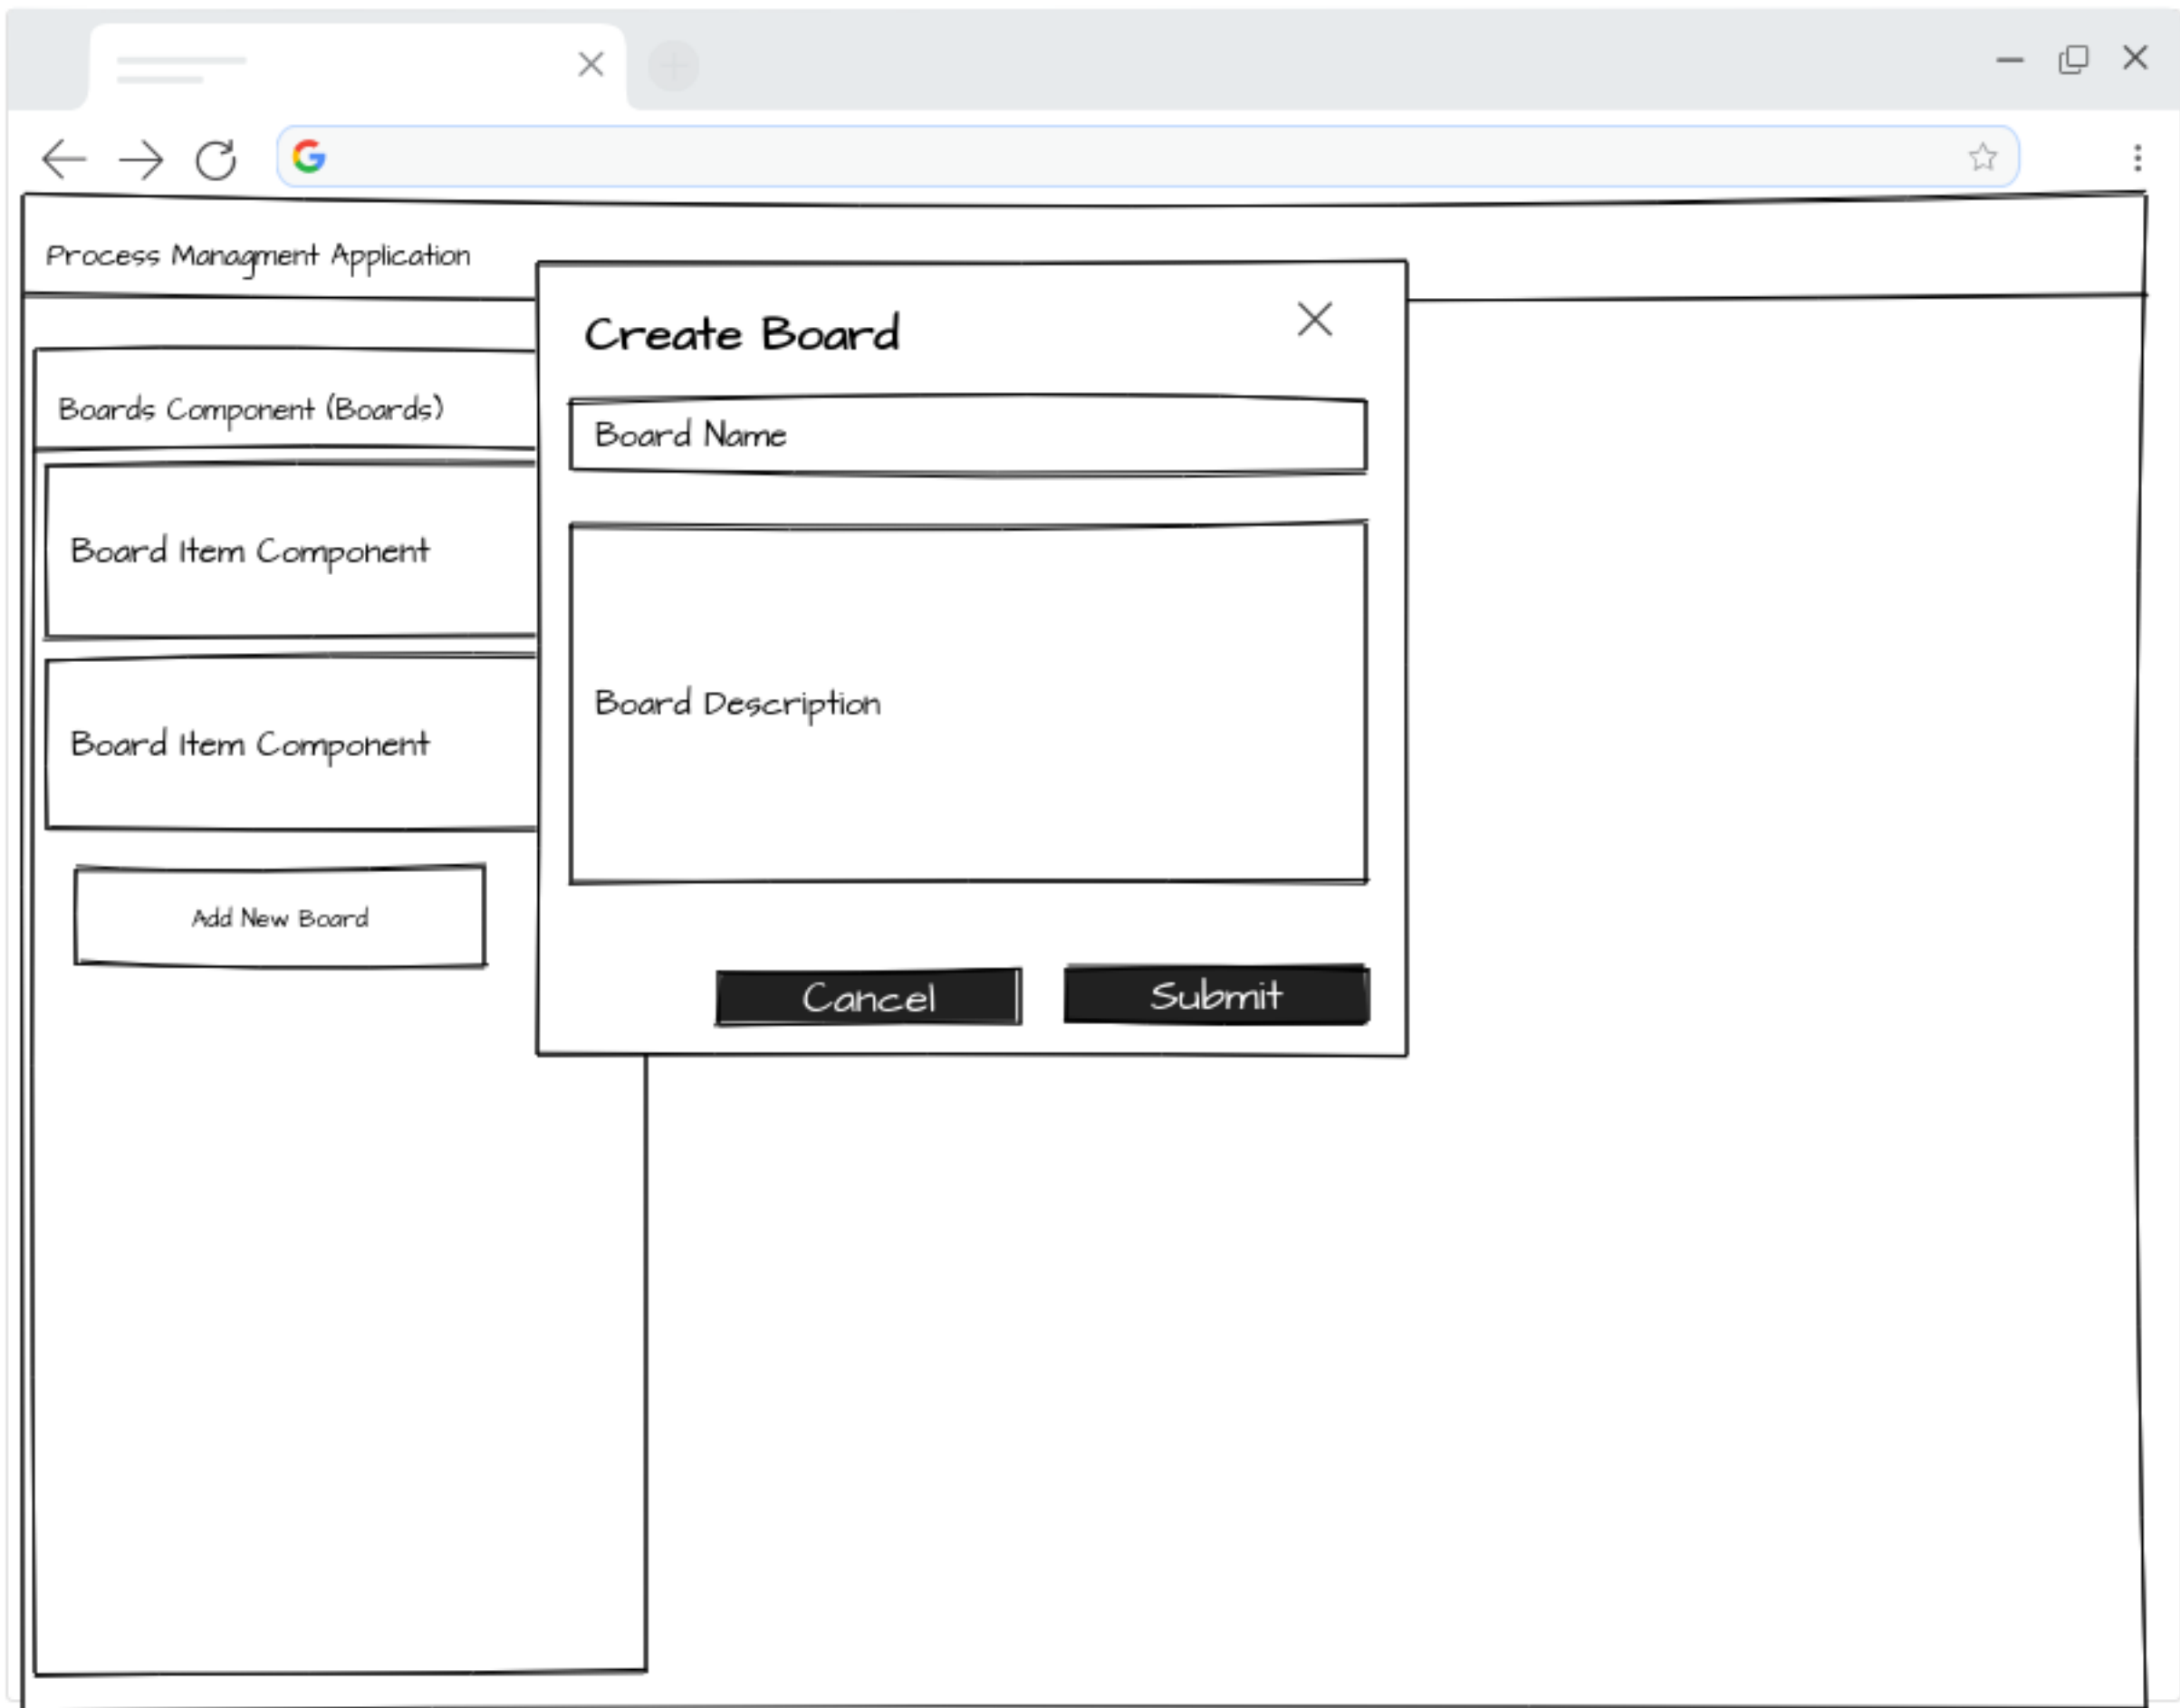 Process Managment Application
Create Board
Boards Component (Boards)
Board Name
Board Item Component
Board Description
Board Item Component
Add New Board
Cancel
Submit